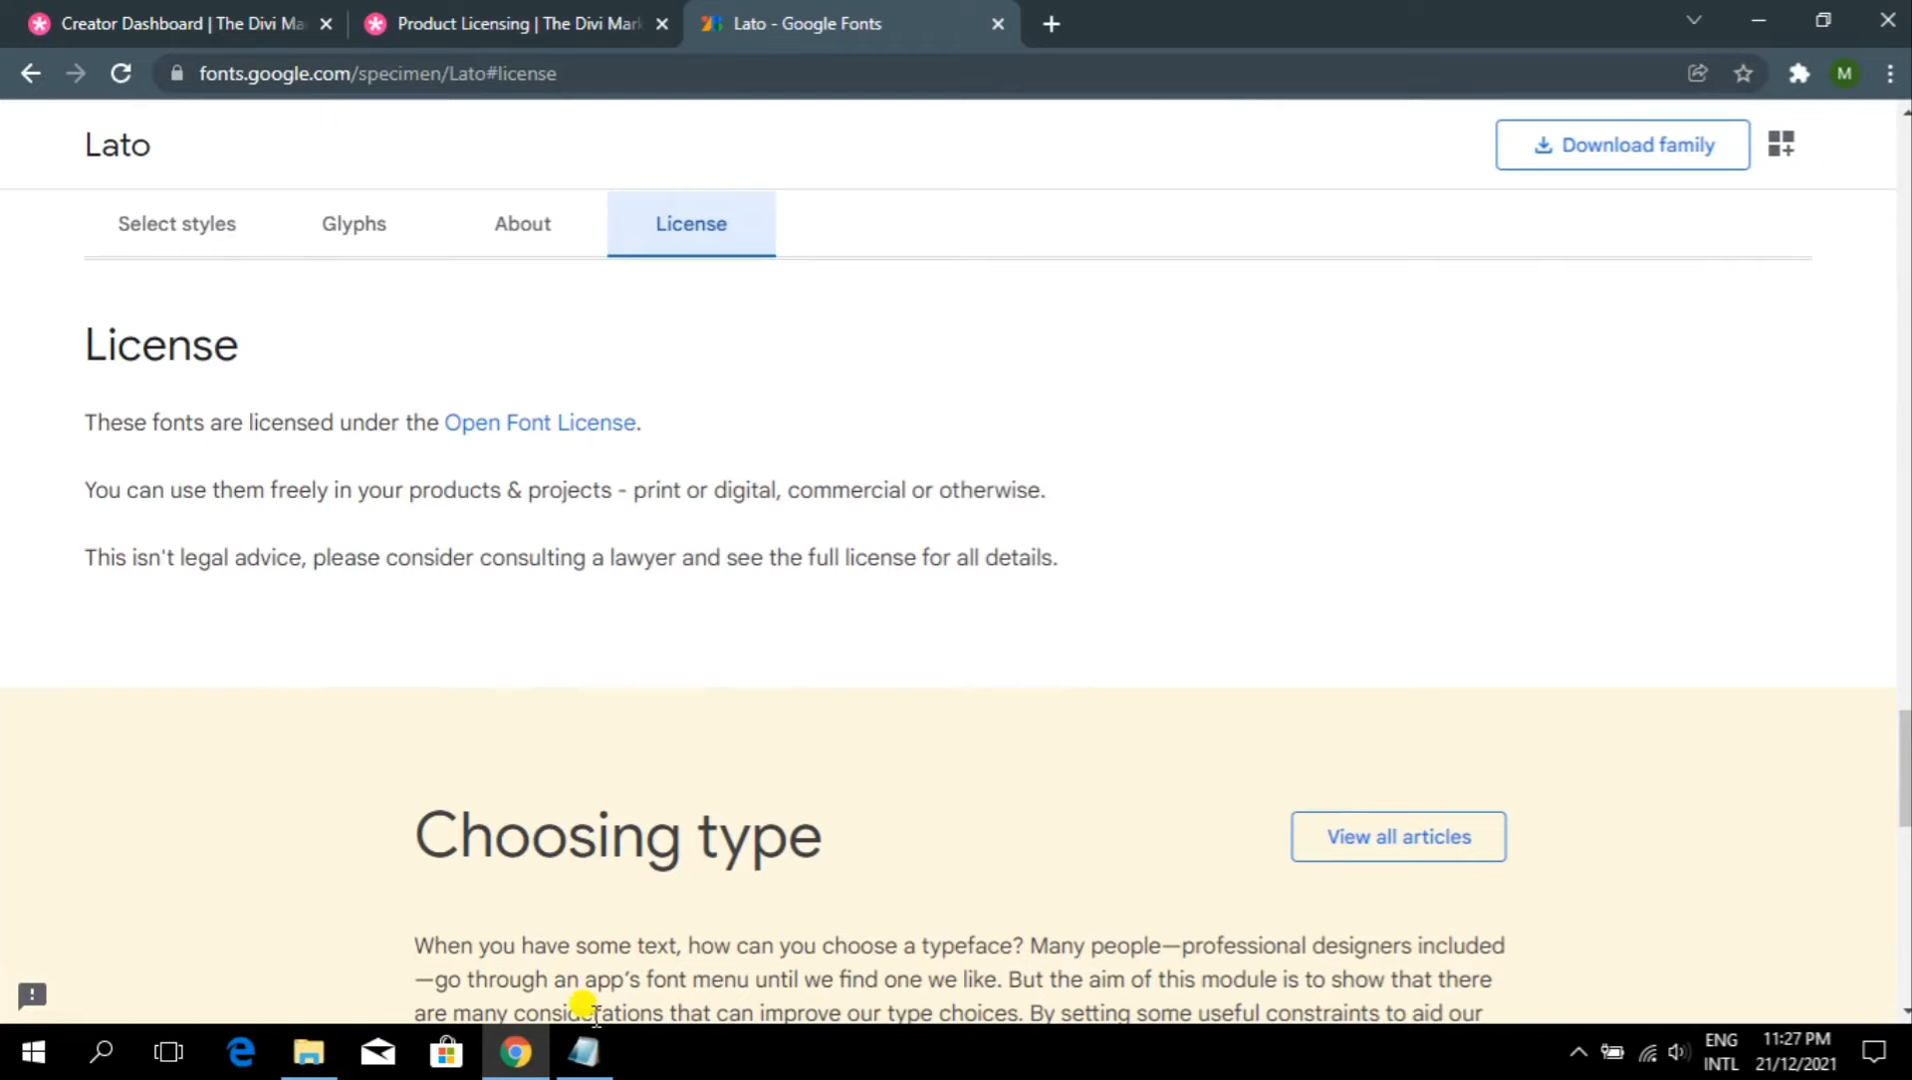 Creator Dashboard | The Divi Ma
Product Licensing | The Divi Mark
Lato - Google Fonts
fonts.google.com/specimen/Lato#license
M
Lato
Download family
Select styles
Glyphs
About
License
License
These fonts are licensed under the Open Font License.
You can use them freely in your products & projects - print or digital, commercial or otherwise.
This isn't legal advice, please consider consulting a lawyer and see the full license for all details.
Choosing type
View all articles
When you have some text, how can you choose a typeface? Many people—professional designers included
—go through an app's font menu until we find one we like. But the aim of this module is to show that there
are many considerations that can improve our type choices. By setting some useful constraints to aid our
ENG
INTL
11:27 PM
21/12/2021